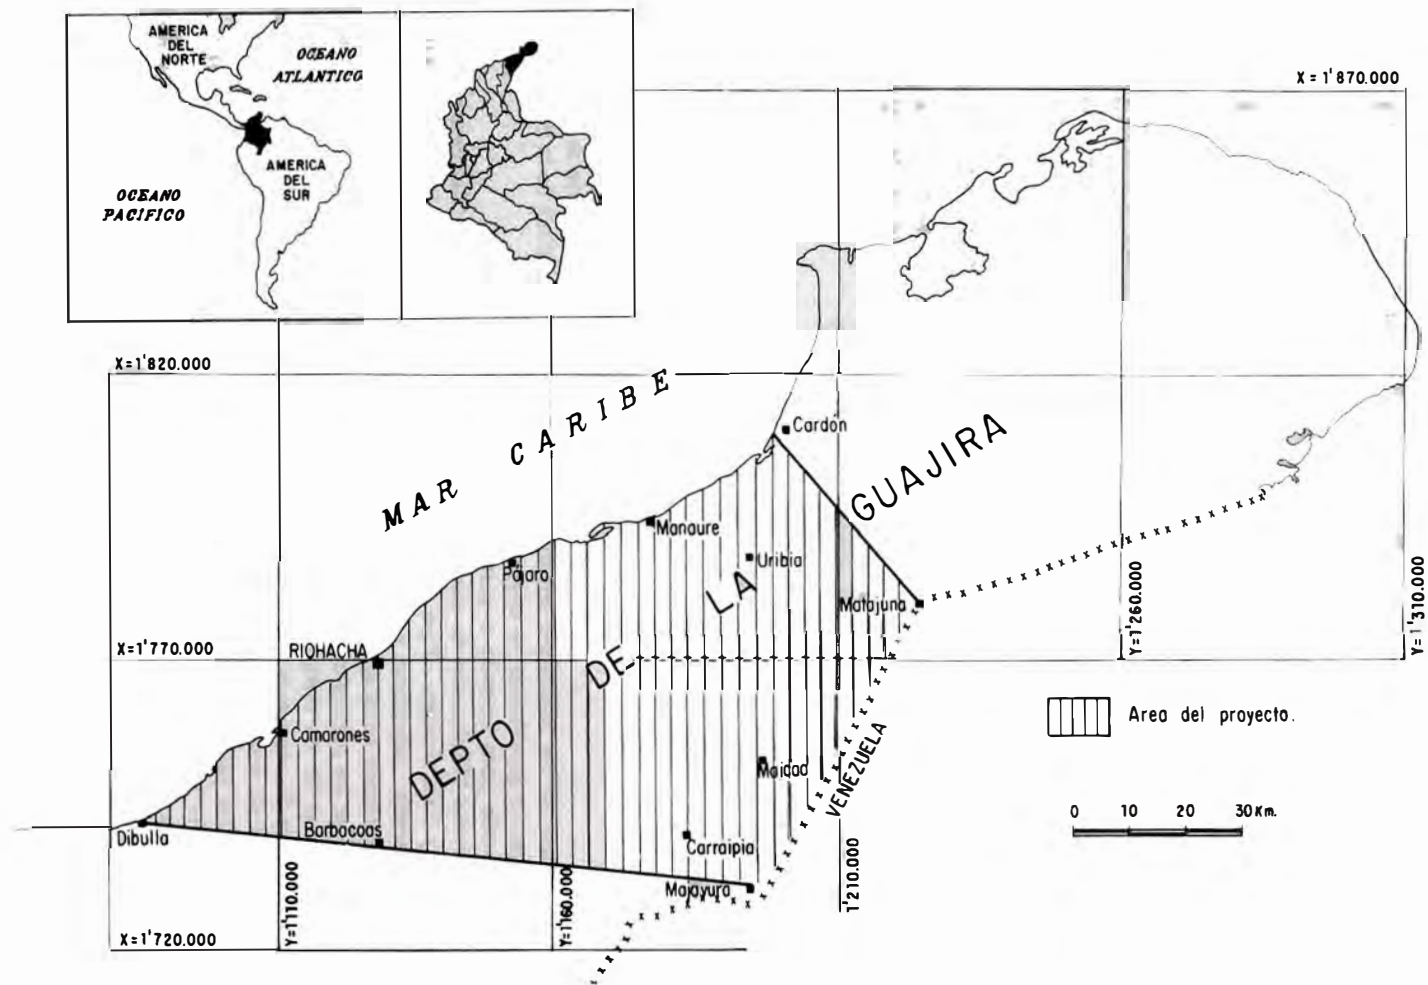 AMERICA
DEL
NORTE
OCEANO
ATLANTICO
AMERICA
DEL
SUR
OCEANO
PACIFICO
X = 1'870.000
X = 1'820.000
MAR CARIBE
Cardón
GUAJIRA
Manaure
Uribia
Pájaro
LA
Matajuna
X = 1'770.000
RIOHACHA
DE
Y = 1'260.000
Y = 1'310.000
Area del proyecto.
Camarones
DEPTO
Maicao
VENEZUELA
0 10 20 30 Km.
Dibulla
Barbacoas
Carraipia
Majayura
Y = 1'110.000
Y = 1'160.000
1'210.000
X = 1'720.000